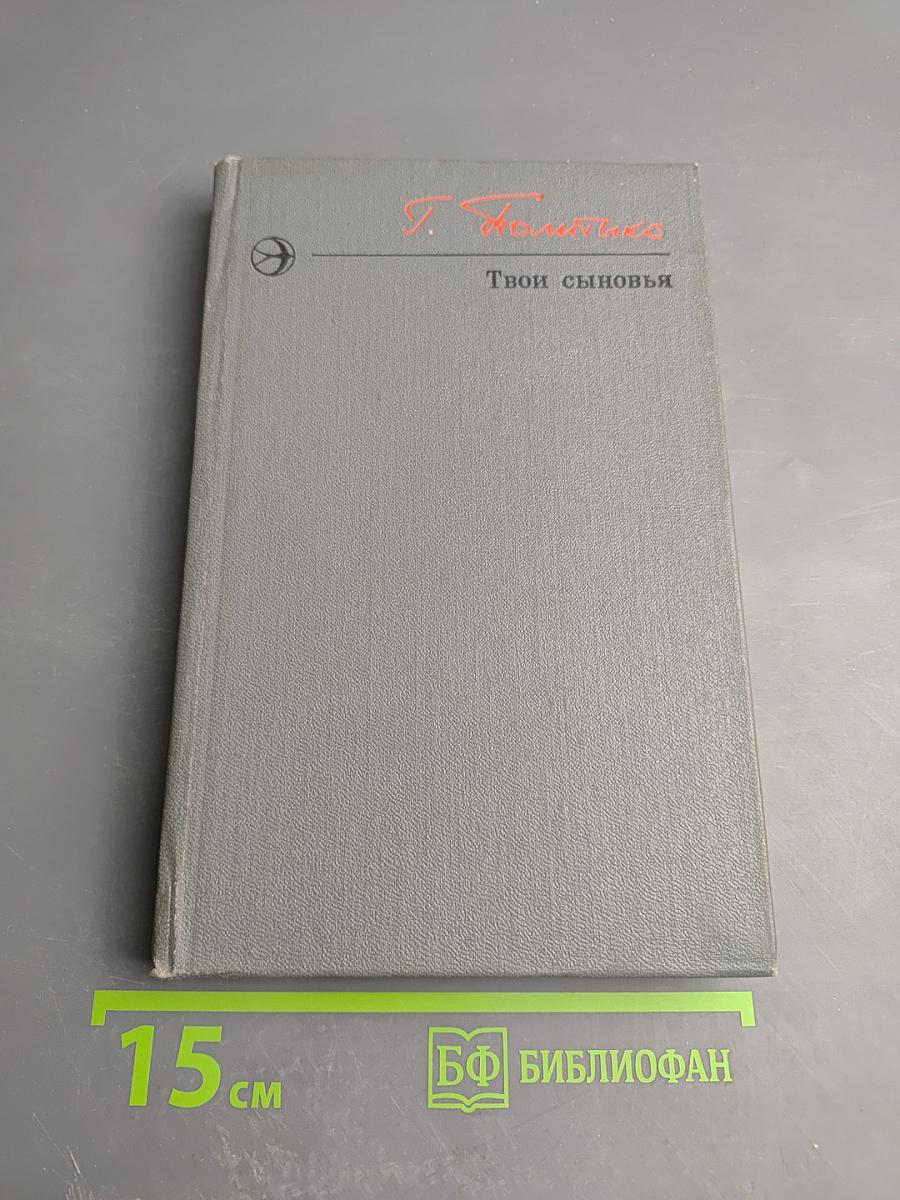 Г. Политыко
Твои сыновья
15 см
БФ БИБЛИОФАН